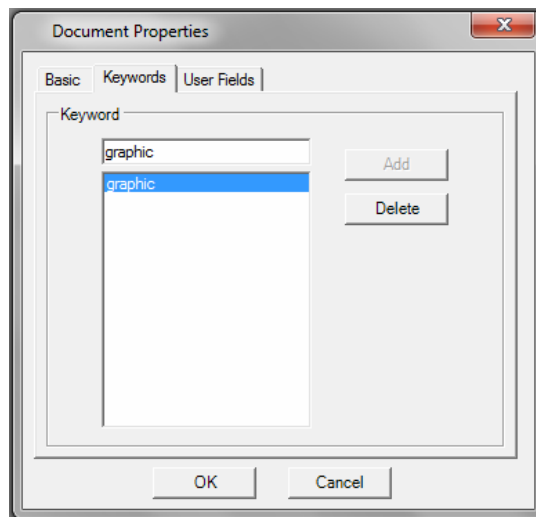 Document Properties
Basic Keywords User Fields
Keyword
graphic
Add
graphic
Delete
OK Cancel